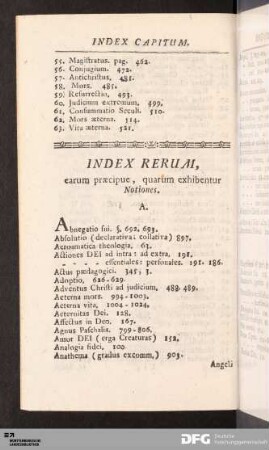 INDEX CAPITUM.
55. Magistratus. pag. 462.
56. Conjugium. 472.
57. Antichristus, 481.
58. Mors. 481.
59. Resurrectio, 493.
60. Judicium extremum, 499.
61. Consummatio Seculi. 510.
62. Mors æterna. 514.
63. Vita æterna. 521.
INDEX RERUM,
earum præcipue, quarum exhibentur
Notiones.
A.
Abnegatio sui. §. 692, 693.
Absolutio (declarativa: collativa) 897.
Acroamatica theologia, 63.
Actiones DEI ad intra: ad extra, 191.
- - - - essentiales: personales. 191. 186.
Actus pædagogici. 345, 3.
Adoptio, 626-629.
Adventus Christi ad judicium, 488. 489.
Aeterna mors. 994-1003.
Aeterna vita, 1004-1024.
Aeternitas Dei. 128.
Affectus in Deo. 167.
Agnus Paschalis. 799-806.
Amor DEI (erga Creaturas) 152.
Analogia fidei, 100.
Anathema (gradus excomm,) 903.
Angeli
DFG Deutsche
Forschungsgemeinschaft